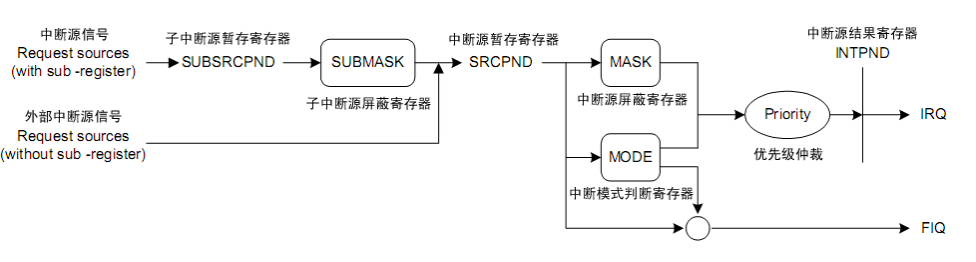 中断源信号
Request sources
(with sub -register)
子中断源暂存寄存器
SUBSRCPND
SUBMASK
子中断源屏蔽寄存器
外部中断源信号
Request sources
(without sub -register)
中断源暂存寄存器
SRCPND
MASK
中断源屏蔽寄存器
MODE
中断模式判断寄存器
Priority
优先级仲裁
中断源结果寄存器
INTPND
IRQ
FIQ